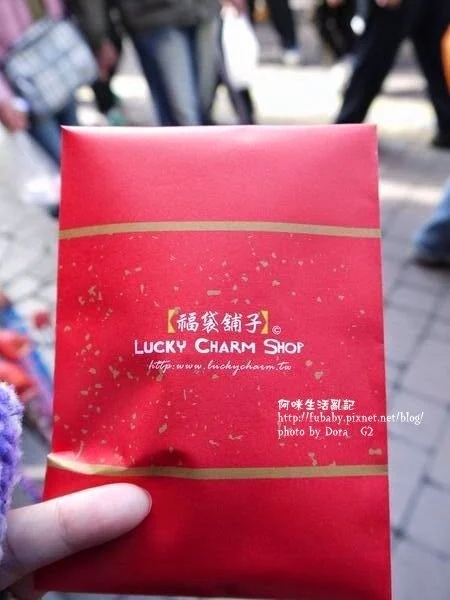 【福袋舖子】©
LUCKY CHARM SHOP
http:www.luckycharm.tw
阿咪生活亂記
http://fubaby.pixnet.net/blog/
photo by Dora G2